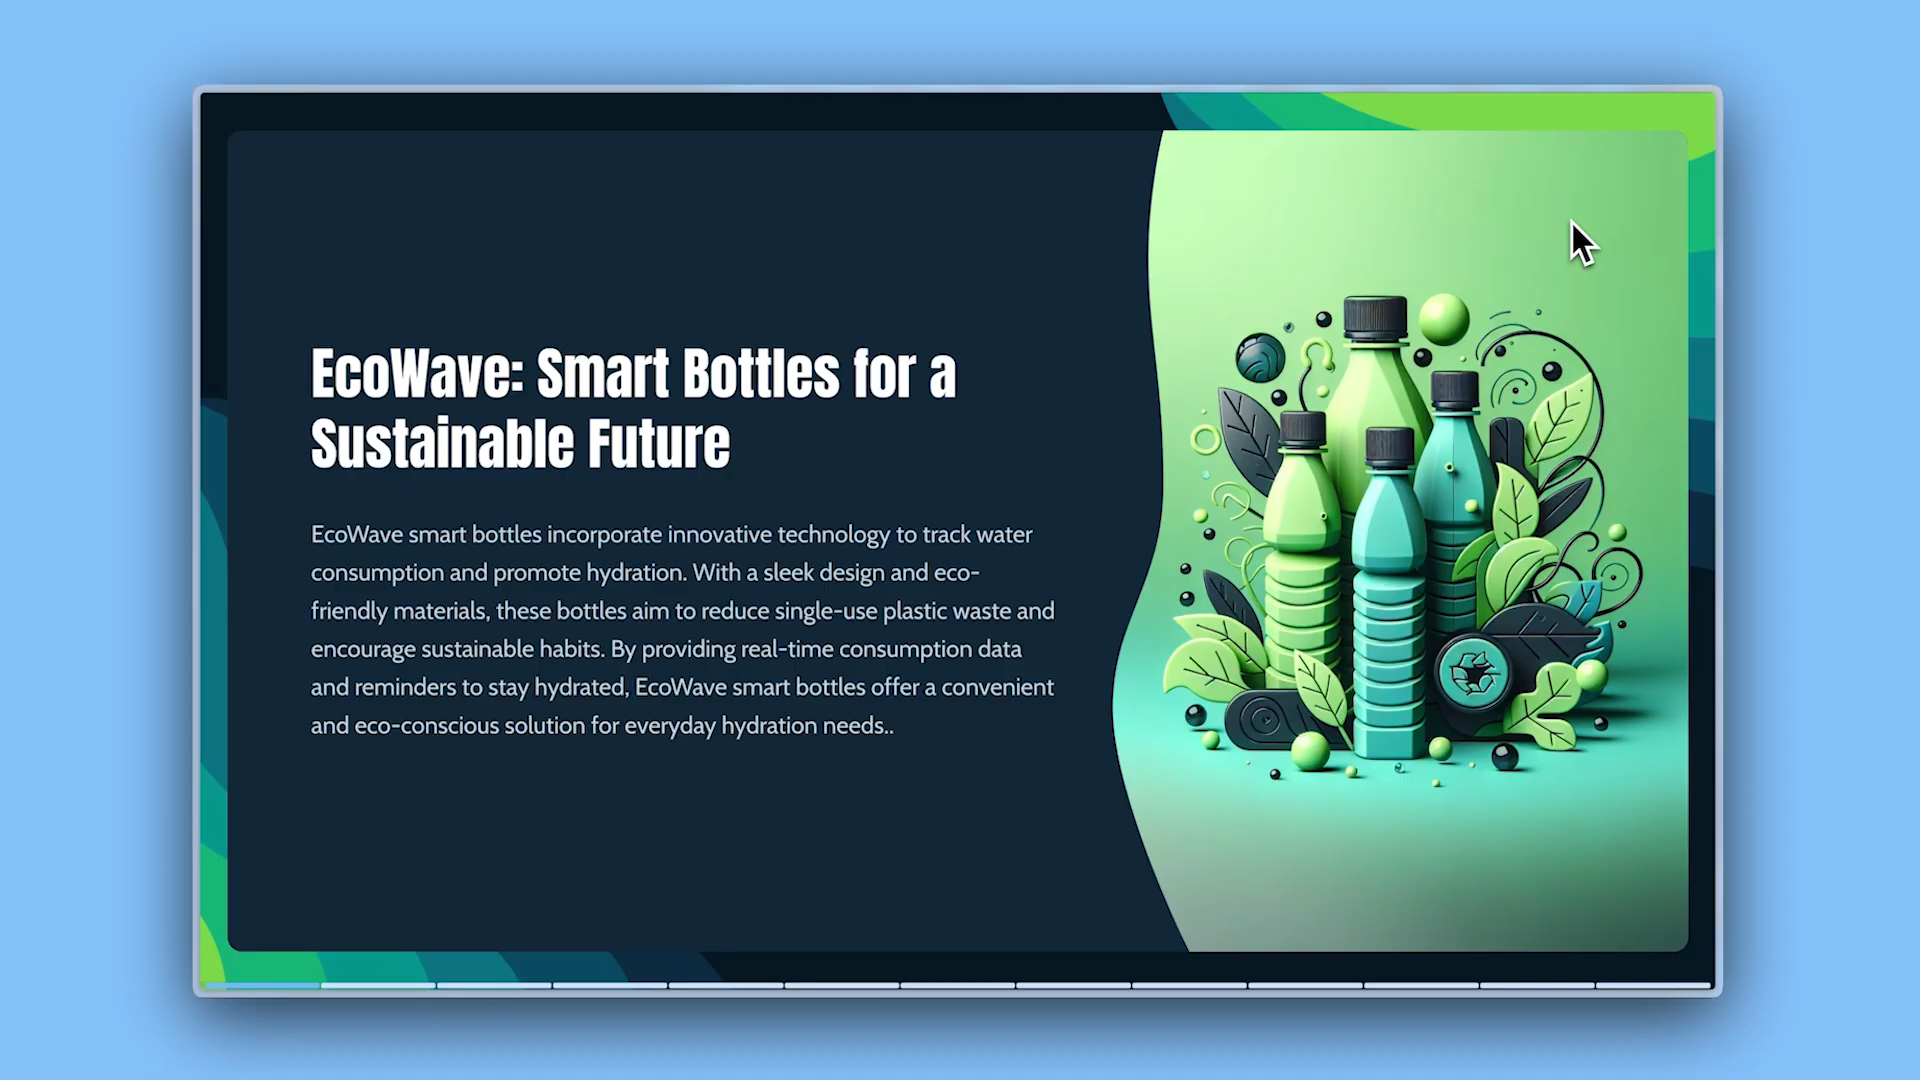 EcoWave: Smart Bottles for a
Sustainable Future
EcoWave smart bottles incorporate innovative technology to track water
consumption and promote hydration. With a sleek design and eco-
friendly materials, these bottles aim to reduce single-use plastic waste and
encourage sustainable habits. By providing real-time consumption data
and reminders to stay hydrated, EcoWave smart bottles offer a convenient
and eco-conscious solution for everyday hydration needs..